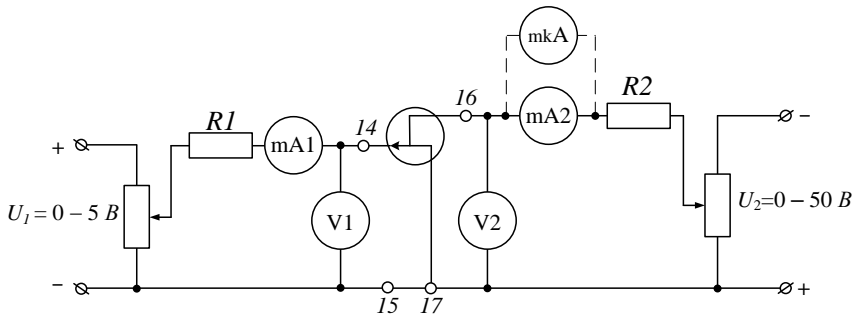 mkA
16
R2
-
R1
14
mA2
+
mA1
U1 = 0 – 5 В
V1
V2
U2=0 – 50 В
-
15
17
+